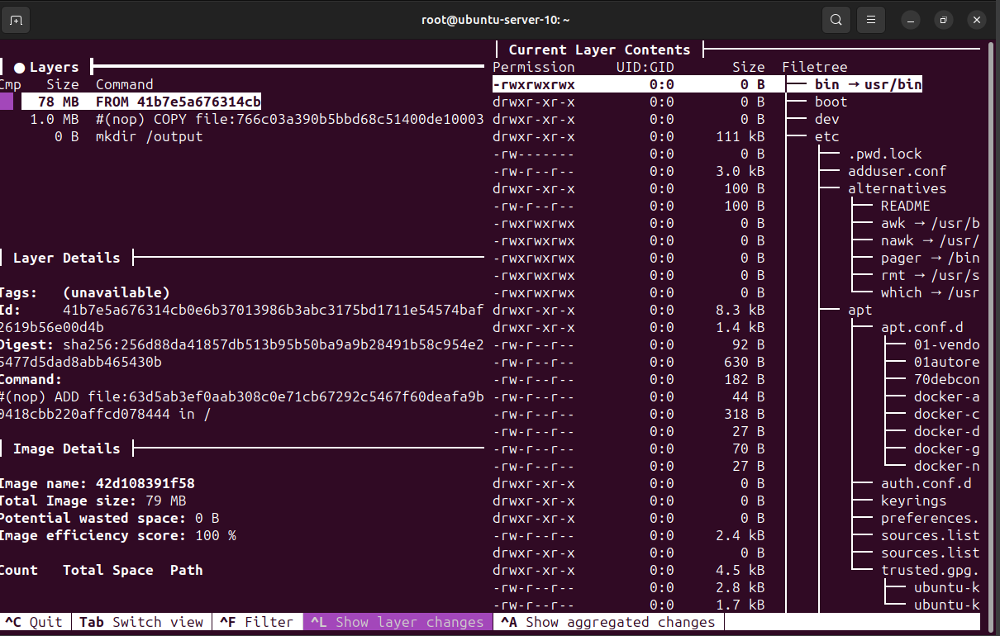 root@ubuntu-server-10: ~
● Layers
Cmp Size Command
78 MB FROM 41b7e5a676314cb
1.0 MB #(nop) COPY file:766c03a390b5bbd68c51400de10003
0 B mkdir /output
Layer Details
Tags: (unavailable)
Id: 41b7e5a676314cb0e6b37013986b3abc3175bd1711e54574baf
2619b56e00d4b
Digest: sha256:256d88da41857db513b95b50ba9a9b28491b58c954e2
5477d5dad8abb465430b
Command:
#(nop) ADD file:63d5ab3ef0aab308c0e71cb67292c5467f60deafa9b
0418cbb220affcd078444 in /
Image Details
Image name: 42d108391f58
Total Image size: 79 MB
Potential wasted space: 0 B
Image efficiency score: 100 %
Count Total Space Path
Current Layer Contents
Permission UID:GID Size Filetree
-rwxrwxrwx 0:0 0 B ├── bin → usr/bin
drwxr-xr-x 0:0 0 B ├── boot
drwxr-xr-x 0:0 0 B ├── dev
drwxr-xr-x 0:0 111 kB ├── etc
-rw------- 0:0 0 B │ ├── .pwd.lock
-rw-r--r-- 0:0 3.0 kB │ ├── adduser.conf
drwxr-xr-x 0:0 100 B │ ├── alternatives
-rw-r--r-- 0:0 100 B │ │ ├── README
-rwxrwxrwx 0:0 0 B │ │ ├── awk → /usr/b
-rwxrwxrwx 0:0 0 B │ │ ├── nawk → /usr/
-rwxrwxrwx 0:0 0 B │ │ ├── pager → /bin
-rwxrwxrwx 0:0 0 B │ │ ├── rmt → /usr/s
-rwxrwxrwx 0:0 0 B │ │ └── which → /usr
drwxr-xr-x 0:0 8.3 kB │ ├── apt
drwxr-xr-x 0:0 1.4 kB │ │ ├── apt.conf.d
-rw-r--r-- 0:0 92 B │ │ │ ├── 01-vendo
-rw-r--r-- 0:0 630 B │ │ │ ├── 01autore
-rw-r--r-- 0:0 182 B │ │ │ ├── 70debcon
-rw-r--r-- 0:0 44 B │ │ │ ├── docker-a
-rw-r--r-- 0:0 318 B │ │ │ ├── docker-c
-rw-r--r-- 0:0 27 B │ │ │ ├── docker-d
-rw-r--r-- 0:0 70 B │ │ │ ├── docker-g
-rw-r--r-- 0:0 27 B │ │ │ └── docker-n
drwxr-xr-x 0:0 0 B │ │ ├── auth.conf.d
drwxr-xr-x 0:0 0 B │ │ ├── keyrings
drwxr-xr-x 0:0 0 B │ │ ├── preferences.
-rw-r--r-- 0:0 2.4 kB │ │ ├── sources.list
drwxr-xr-x 0:0 0 B │ │ ├── sources.list
drwxr-xr-x 0:0 4.5 kB │ │ └── trusted.gpg.
-rw-r--r-- 0:0 2.8 kB │ │ ├── ubuntu-k
-rw-r--r-- 0:0 1.7 kB │ │ └── ubuntu-k
^C Quit Tab Switch view ^F Filter ^L Show layer changes ^A Show aggregated changes